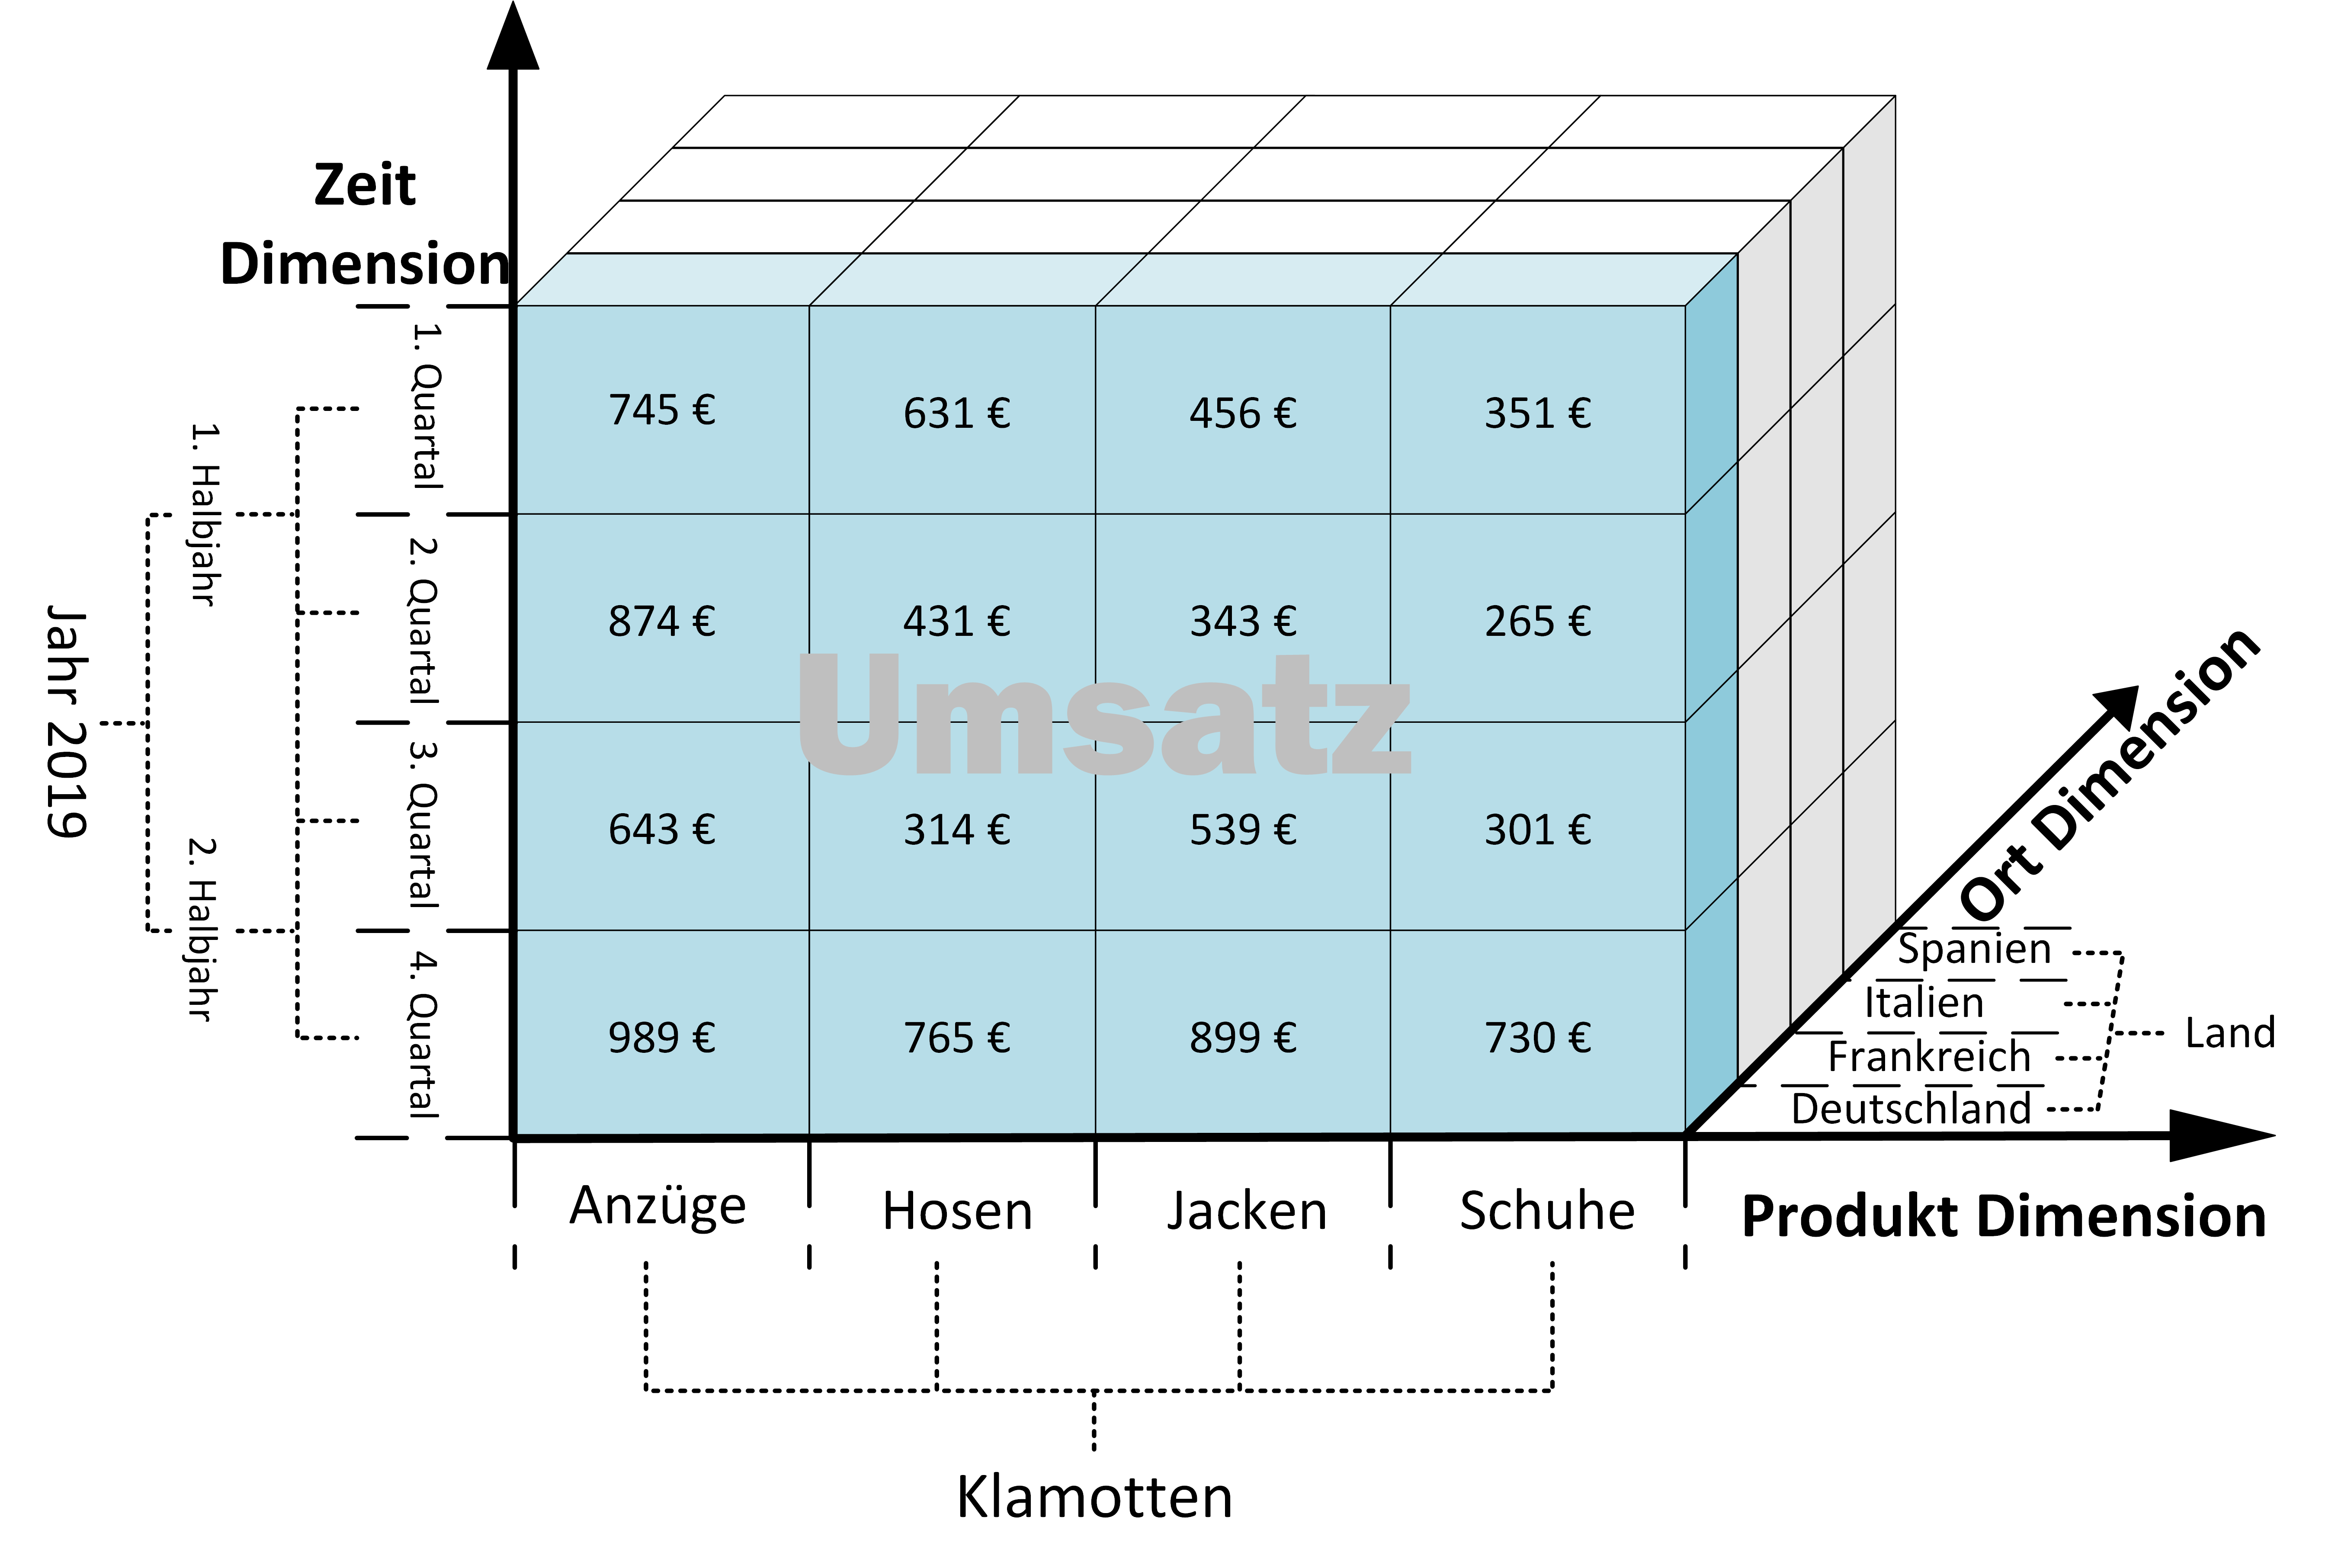 Zeit
Dimension
1. Quartal
2. Quartal
3. Quartal
4. Quartal
1. Halbjahr
2. Halbjahr
Jahr 2019
745 € 631 € 456 € 351 €
874 € 431 € 343 € 265 €
Umsatz
643 € 314 € 539 € 301 €
989 € 765 € 899 € 730 €
Ort Dimension
Spanien
Italien
Frankreich
Deutschland
Land
Anzüge Hosen Jacken Schuhe
Produkt Dimension
Klamotten